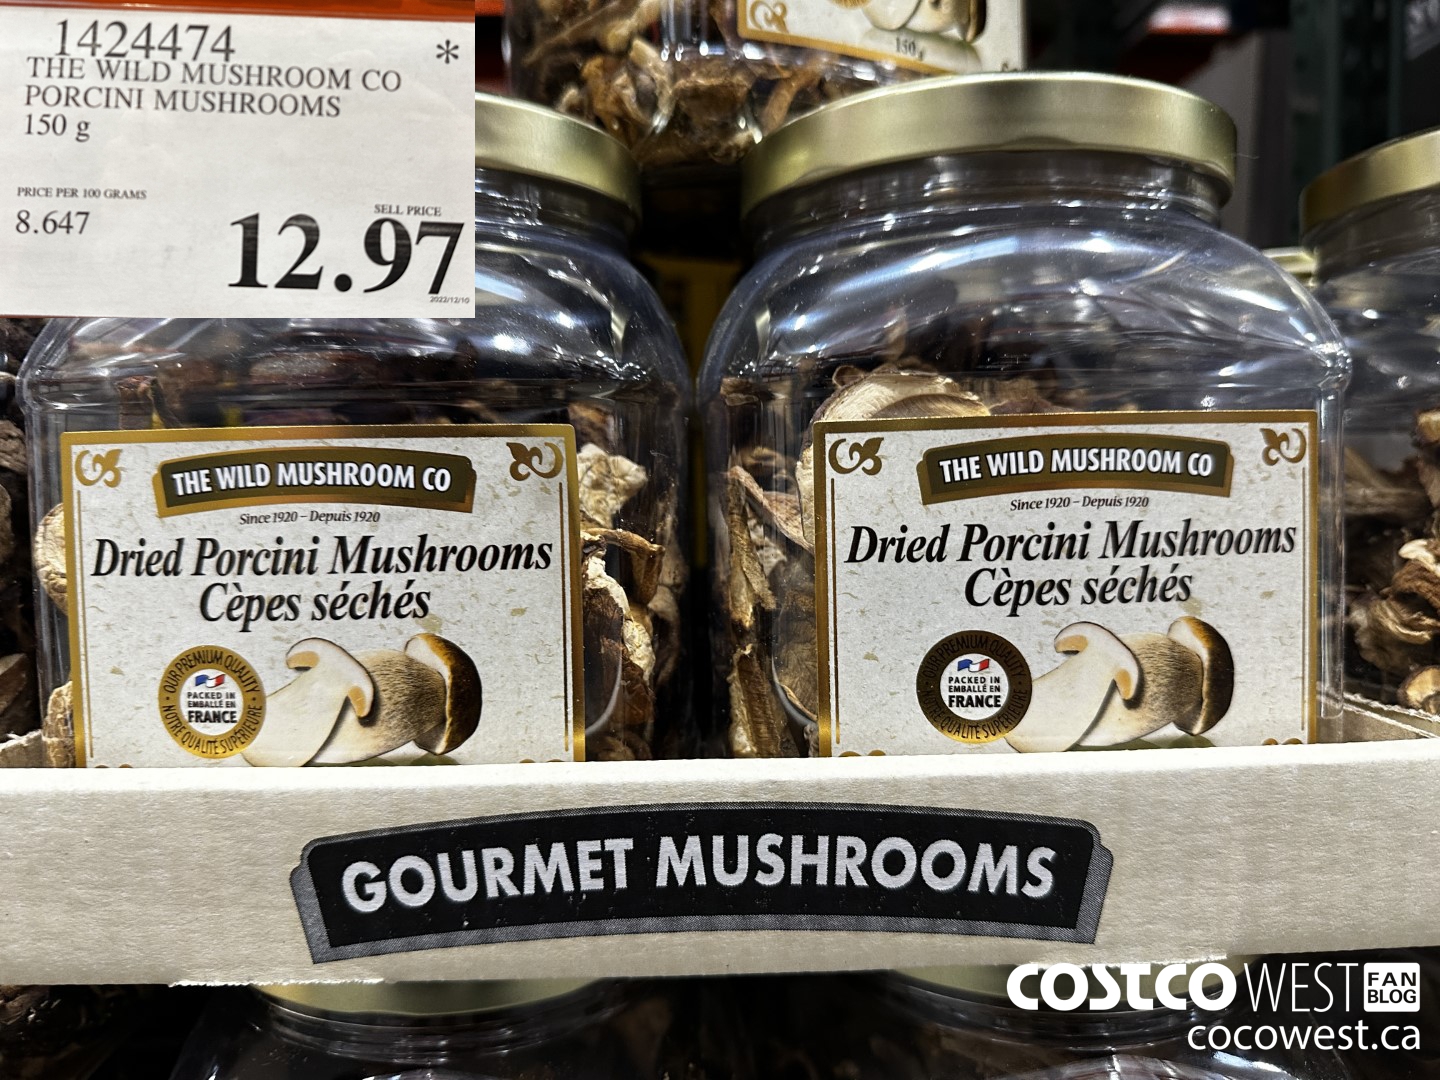 1424474
*
THE WILD MUSHROOM CO
PORCINI MUSHROOMS
150 g
PRICE PER 100 GRAMS
8.647
SELL PRICE
12.97
2022/12/10
150 g
THE WILD MUSHROOM CO
Since 1920 – Depuis 1920
Dried Porcini Mushrooms
Cèpes séchés
OUR PREMIUM QUALITY
PACKED IN
EMBALLÉ EN
FRANCE
NOTRE QUALITÉ SUPÉRIEURE
THE WILD MUSHROOM CO
Since 1920 – Depuis 1920
Dried Porcini Mushrooms
Cèpes séchés
OUR PREMIUM QUALITY
PACKED IN
EMBALLÉ EN
FRANCE
NOTRE QUALITÉ SUPÉRIEURE
GOURMET MUSHROOMS
COSTCO WEST FAN BLOG
cocowest.ca